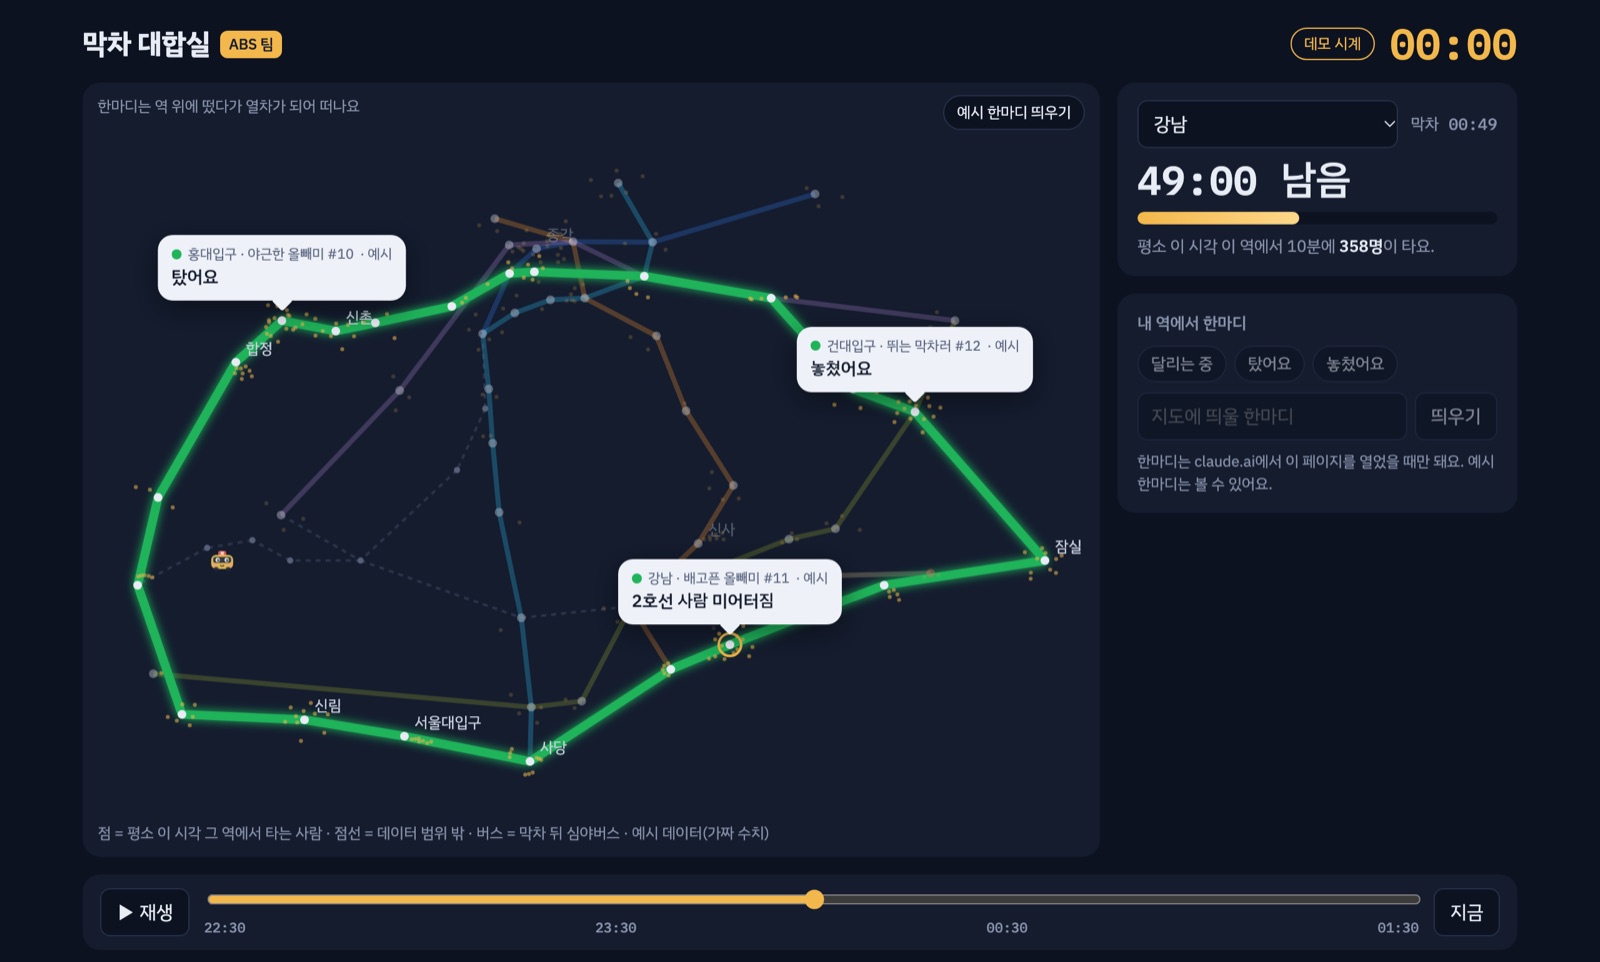 막차 대합실
ABS 팀
데모 시계
00:00
한마디는 역 위에 떴다가 열차가 되어 떠나요
예시 한마디 띄우기
종각
홍대입구 · 야근한 올빼미 #10 · 예시
탔어요
신촌
합정
건대입구 · 뛰는 막차러 #12 · 예시
놓쳤어요
신사
잠실
강남 · 배고픈 올빼미 #11 · 예시
2호선 사람 미어터짐
신림
서울대입구
사당
점 = 평소 이 시각 그 역에서 타는 사람 · 점선 = 데이터 범위 밖 · 버스 = 막차 뒤 심야버스 · 예시 데이터(가짜 수치)
강남
막차 00:49
49:00 남음
평소 이 시각 이 역에서 10분에 358명이 타요.
내 역에서 한마디
달리는 중
탔어요
놓쳤어요
지도에 띄울 한마디
띄우기
한마디는 claude.ai에서 이 페이지를 열었을 때만 돼요. 예시
한마디는 볼 수 있어요.
▶ 재생
22:30
23:30
00:30
01:30
지금